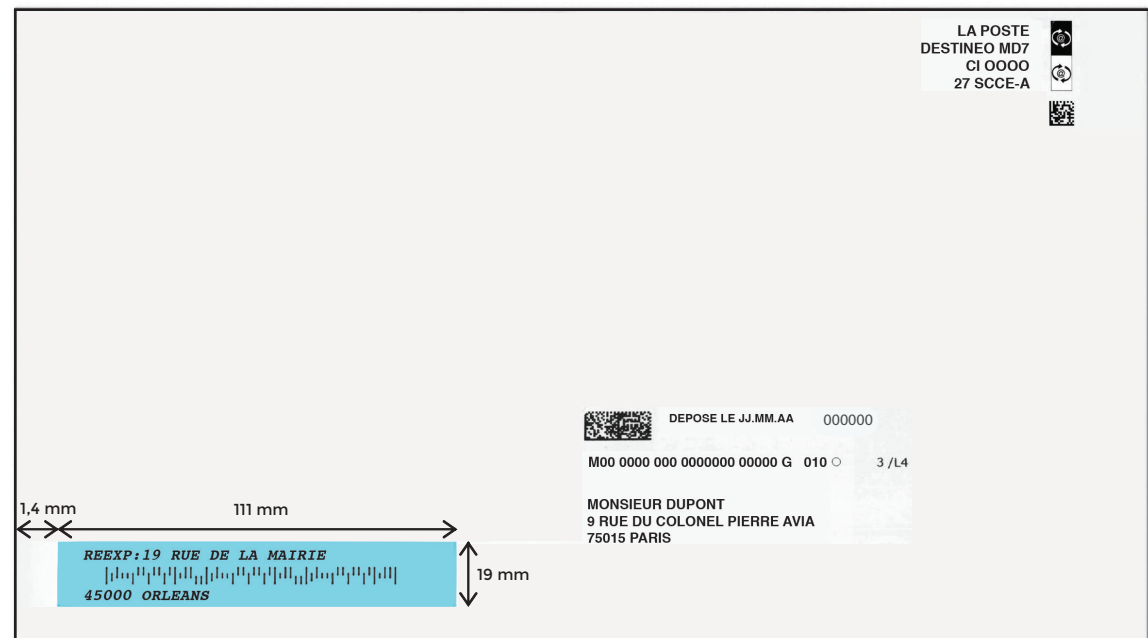 LA POSTE
DESTINEO MD7
CI OOOO
27 SCCE-A
DEPOSE LE JJ.MM.AA 000000
M00 0000 000 0000000 00000 G 010 ○ 3 /L4
MONSIEUR DUPONT
9 RUE DU COLONEL PIERRE AVIA
75015 PARIS
1,4 mm 111 mm
REEXP:19 RUE DE LA MAIRIE
45000 ORLEANS
19 mm